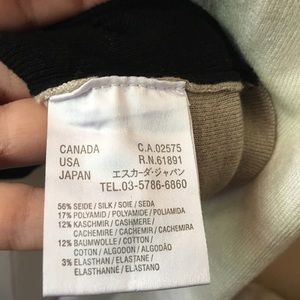 CANADA C.A.02575
USA R.N.61891
JAPAN エスカーダ・ジャパン
TEL.03-5786-6860
56% SEIDE / SILK / SOIE / SEDA
17% POLYAMID / POLYAMIDE / POLIAMIDA
12% KASCHMIR / CASHMERE /
CACHEMIRE / CACHEMIR / CACHEMIRA
12% BAUMWOLLE / COTTON /
COTON / ALGODON / ALGODÃO
3% ELASTHAN / ELASTANE /
ELASTHANNE / ELASTANO